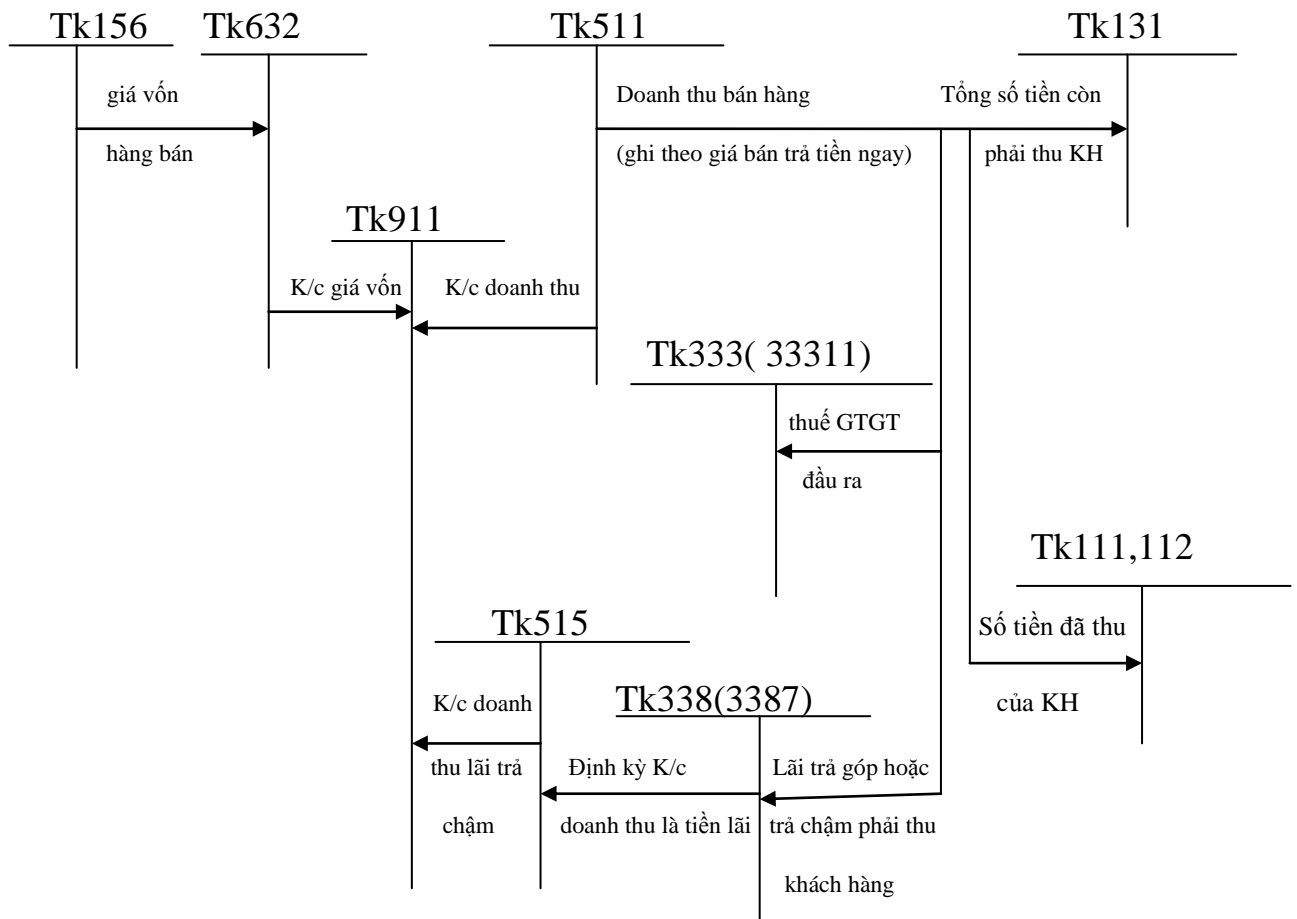 Tk156
Tk632
Tk511
Tk131
giá vốn
hàng bán
Doanh thu bán hàng
(ghi theo giá bán trả tiền ngay)
Tổng số tiền còn
phải thu KH
Tk911
K/c giá vốn
K/c doanh thu
Tk333( 33311)
thuế GTGT
đầu ra
Tk111,112
Số tiền đã thu
của KH
Tk515
K/c doanh
thu lãi trả
chậm
Tk338(3387)
Định kỳ K/c
doanh thu là tiền lãi
Lãi trả góp hoặc
trả chậm phải thu
khách hàng